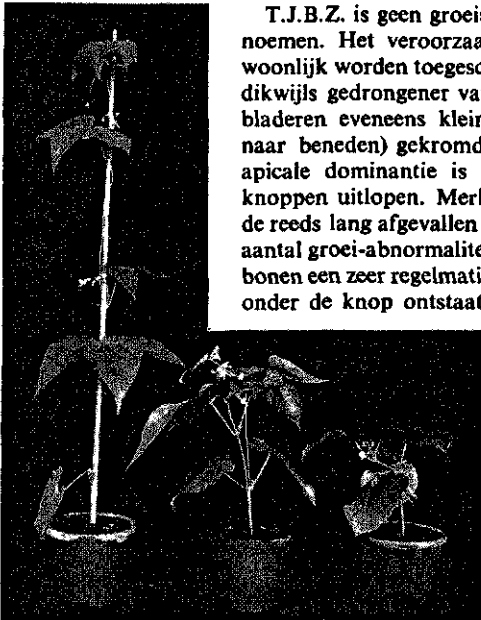 T.J.B.Z. is geen groeis
noemen. Het veroorzaa
woonlijk worden toegesc
dikwijls gedrongener va
bladeren eveneens klein
naar beneden) gekromd
apicale dominantie is
knoppen uitlopen. Merk
de reeds lang afgevallen
aantal groei-abnormalite
bonen een zeer regelmati
onder de knop ontstaat